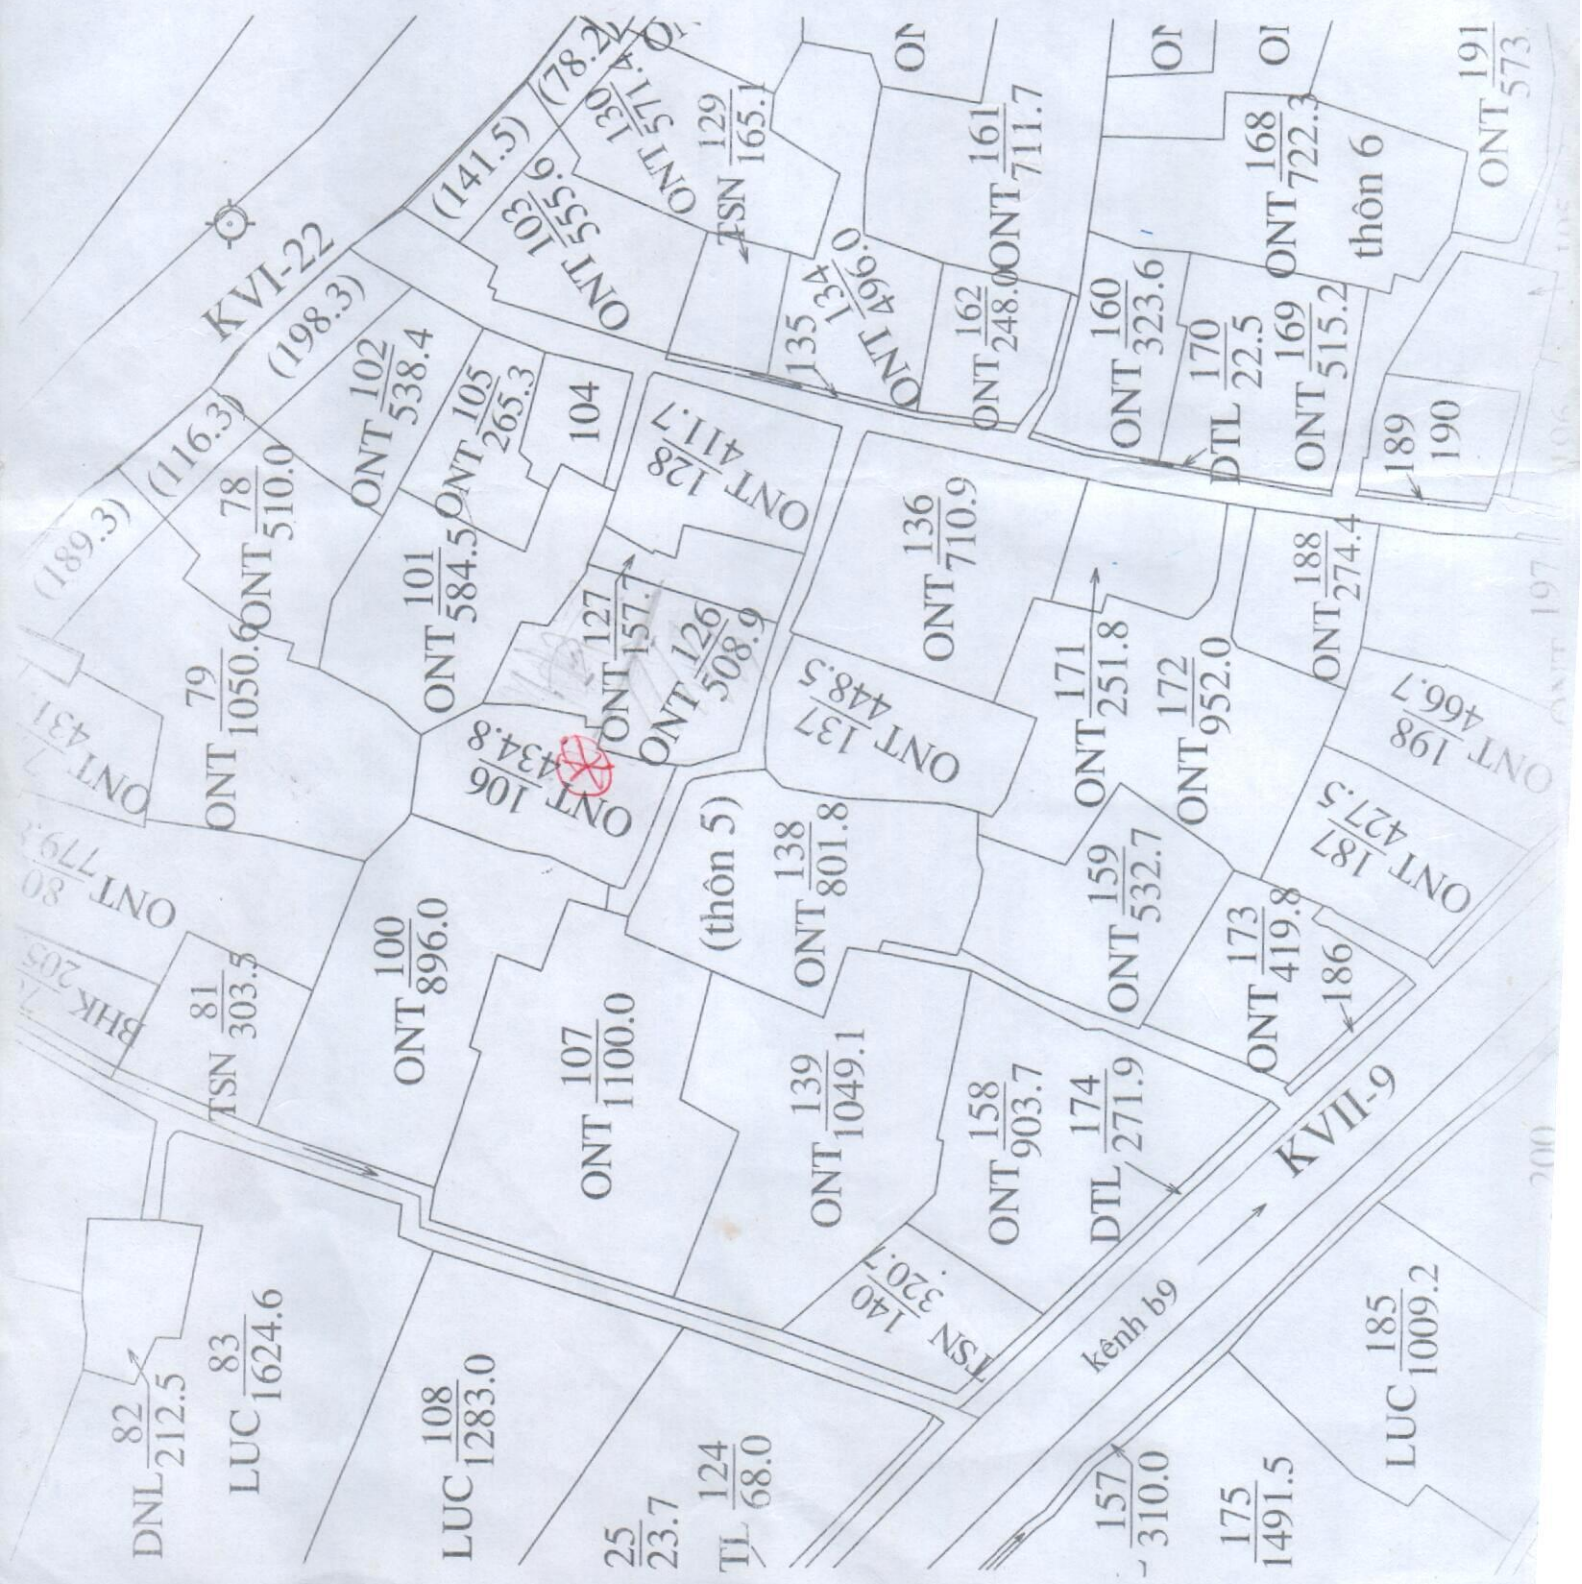 KVI-22
(189.3)
(116.3)
(198.3)
(141.5)
(78.2
ONT 130
571.4
TSN 129
165.1
ONT 103
555.6
ONT 161
711.7
ONT 168
722.3
thôn 6
ONT 191
573.
ONT 102
538.4
ONT 105
265.3
104
135
ONT 134
496.0
ONT 162
248.0
ONT 160
323.6
DTL 170
22.5
ONT 169
515.2
189
190
ONT 78
510.0
ONT 101
584.5
ONT 128
411.7
ONT 136
710.9
ONT 188
274.4
ONT 197
ONT 79
1050.6
ONT 127
157.7
ONT 126
508.9
ONT 137
448.5
ONT 171
251.8
ONT 172
952.0
ONT 198
466.7
ONT 106
434.8
ONT 431
ONT 80
779.
BHK 205
TSN 81
303.5
ONT 100
896.0
(thôn 5)
ONT 138
801.8
ONT 159
532.7
ONT 187
427.5
ONT 173
419.8
186
ONT 107
1100.0
ONT 139
1049.1
ONT 158
903.7
DTL 174
271.9
KVII-9
200
TSN 140
320.7
kênh b9
DNL 82
212.5
LUC 83
1624.6
LUC 108
1283.0
25
23.7
TL 124
68.0
157
310.0
175
1491.5
LUC 185
1009.2